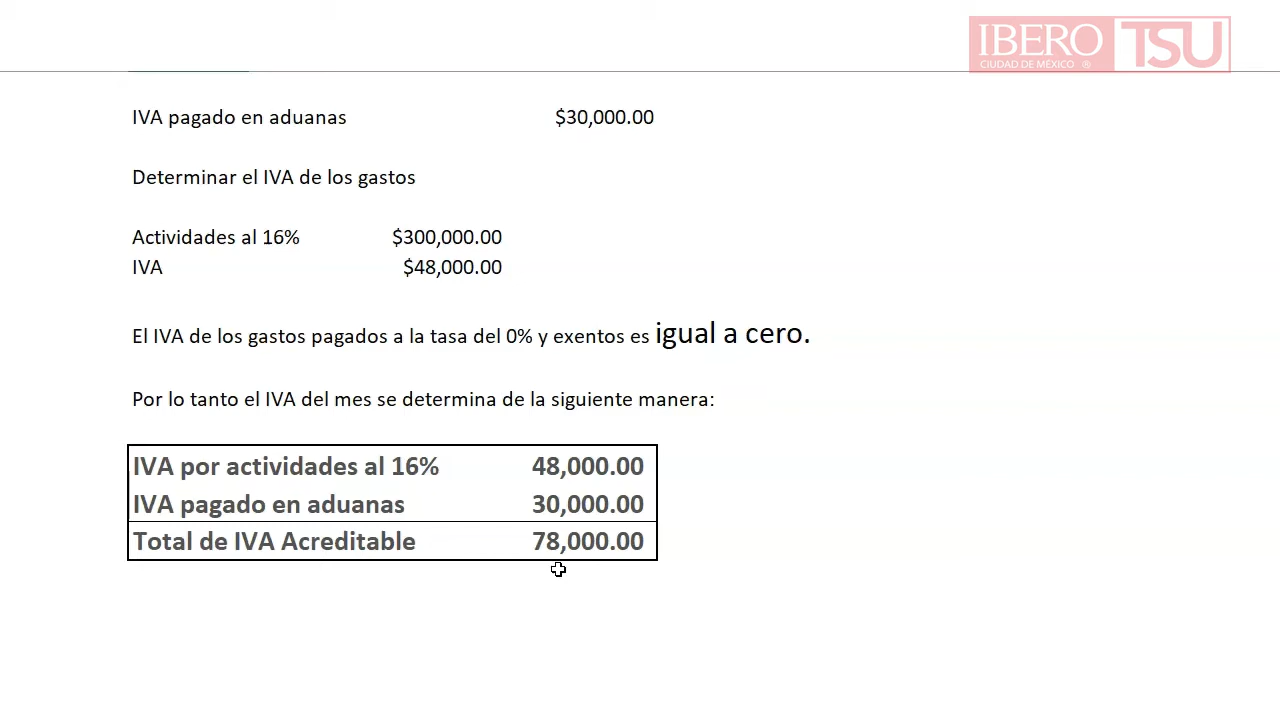 IBERO TSU
CIUDAD DE MÉXICO ®
IVA pagado en aduanas $30,000.00
Determinar el IVA de los gastos
Actividades al 16% $300,000.00
IVA $48,000.00
El IVA de los gastos pagados a la tasa del 0% y exentos es igual a cero.
Por lo tanto el IVA del mes se determina de la siguiente manera:
IVA por actividades al 16% 48,000.00
IVA pagado en aduanas 30,000.00
Total de IVA Acreditable 78,000.00